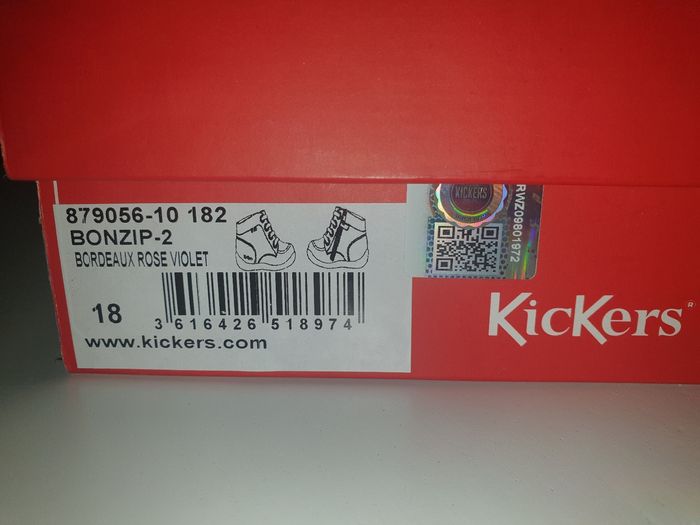 879056-10 182
BONZIP-2
BORDEAUX ROSE VIOLET
18
3 616426 518974
www.kickers.com
KICKERS
RWZ09801972
KicKers®